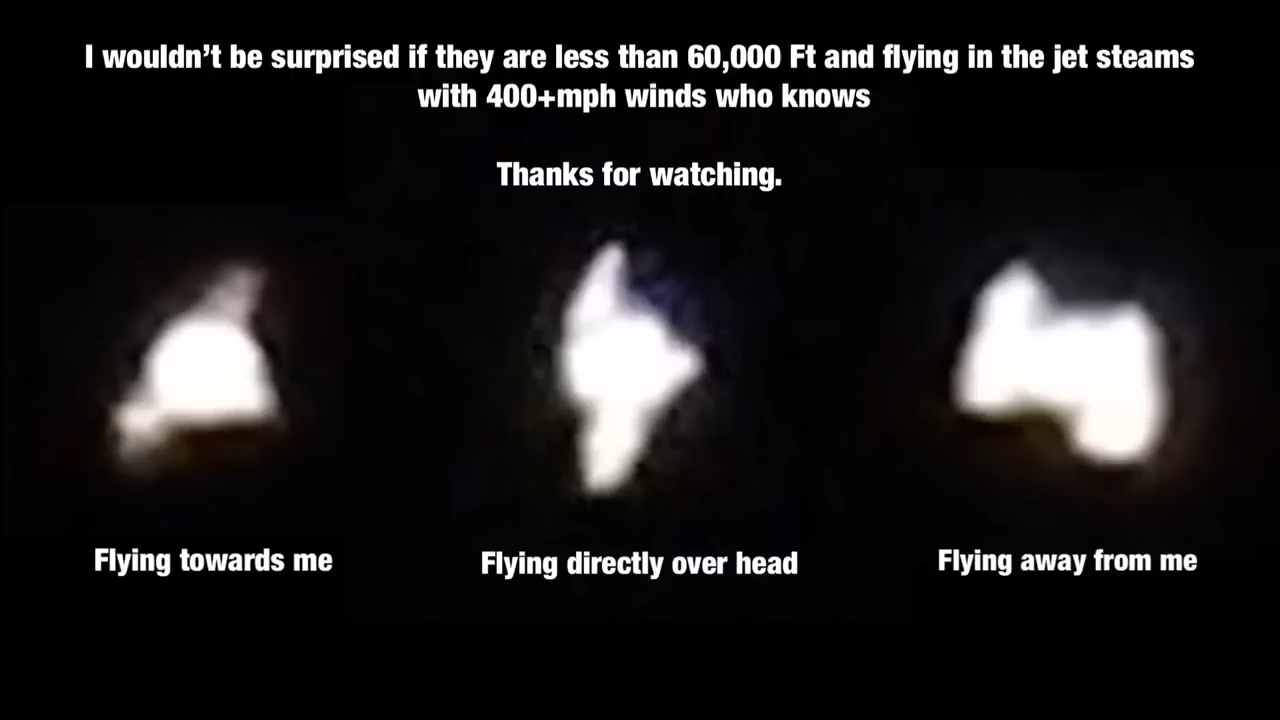 I wouldn’t be surprised if they are less than 60,000 Ft and flying in the jet steams
with 400+mph winds who knows
Thanks for watching.
Flying towards me
Flying directly over head
Flying away from me